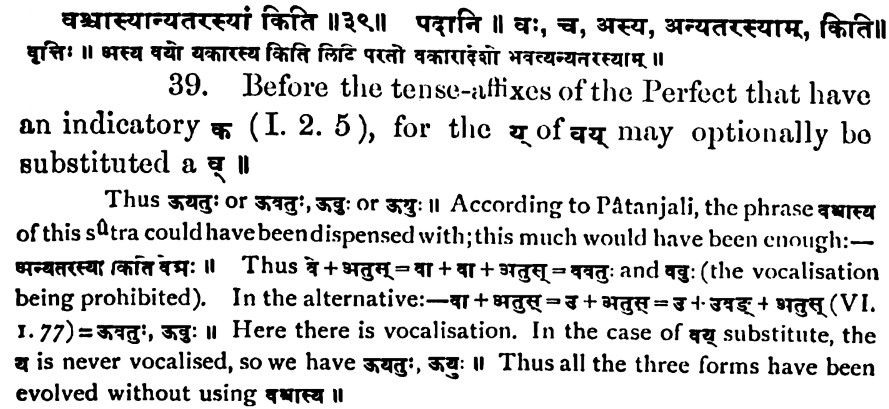 वश्चास्यान्यतरस्यां किति ॥३९॥ पदानि ॥ वः, च, अस्य, अन्यतरस्याम्, किति॥
वृत्तिः ॥ अस्य वयो यकारस्य किति लिटि परतो वकारादेशो भवत्यन्यतरस्याम् ॥
39. Before the tense-affixes of the Perfect that have
an indicatory क (I. 2. 5), for the य् of वय् may optionally be
substituted a व् ॥
Thus ऊयतुः or ऊवतुः, ऊवुः or ऊयुः ॥ According to Pâtanjali, the phrase वश्चास्य
of this sûtra could have been dispensed with; this much would have been enough:—
अन्यतरस्यां किति वेञः ॥ Thus वे + अतुस् = वा + वा + अतुस् = ववतुः and ववुः (the vocalisation
being prohibited). In the alternative:—वा + अतुस् = उ + अतुस् = उ + उवङ् + अतुस् (VI.
1. 77) = ऊवतुः, ऊवुः ॥ Here there is vocalisation. In the case of वय् substitute, the
य is never vocalised, so we have ऊयतुः, ऊयुः ॥ Thus all the three forms have been
evolved without using वश्चास्य ॥